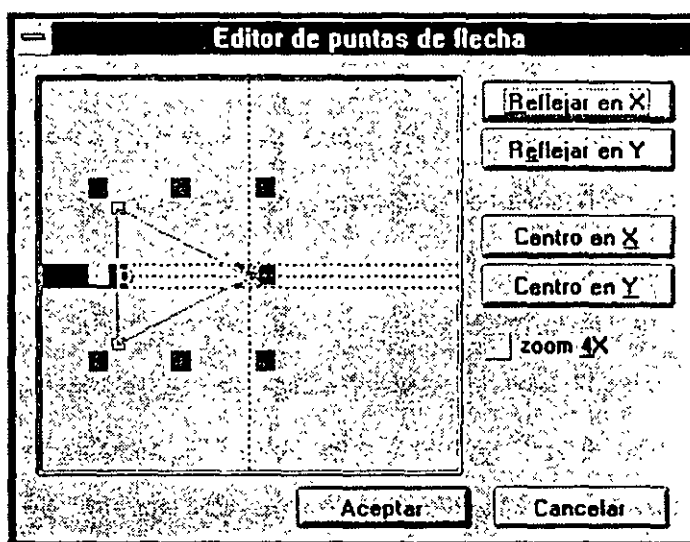 Editor de puntas de flecha
Reflejar en X
Reflejar en Y
Centro en X
Centro en Y
zoom 4X
Aceptar
Cancelar